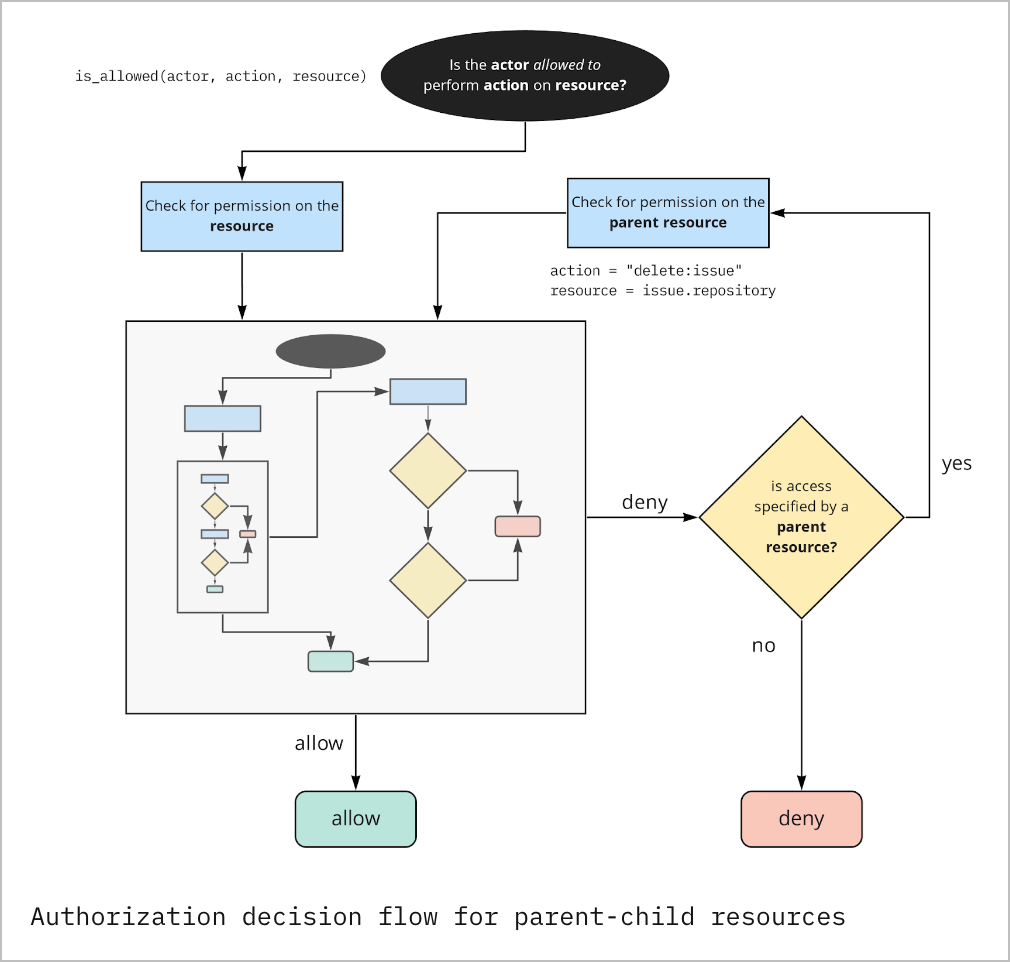 is_allowed(actor, action, resource)
Is the actor allowed to
perform action on resource?
Check for permission on the
resource
Check for permission on the
parent resource
action = "delete:issue"
resource = issue.repository
deny
is access
specified by a
parent
resource?
yes
no
allow
allow
deny
Authorization decision flow for parent-child resources